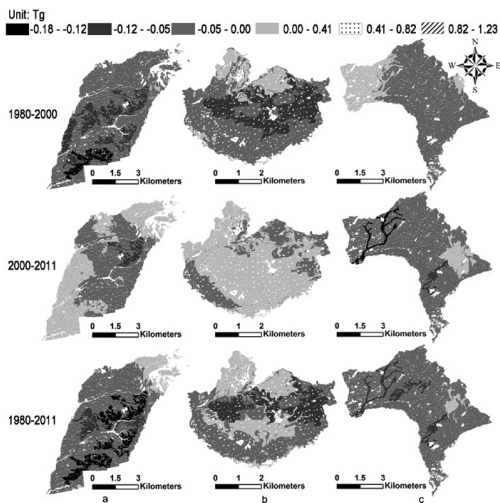 Unit: Tg
-0.18 - -0.12 -0.12 - -0.05 -0.05 - 0.00 0.00 - 0.41 0.41 - 0.82 0.82 - 1.23
N
W E
S
1980-2000
0 1.5 3 Kilometers
0 1 2 Kilometers
0 1.5 3 Kilometers
2000-2011
0 1.5 3 Kilometers
0 1 2 Kilometers
0 1.5 3 Kilometers
1980-2011
0 1.5 3 Kilometers
0 1 2 Kilometers
0 1.5 3 Kilometers
a b c